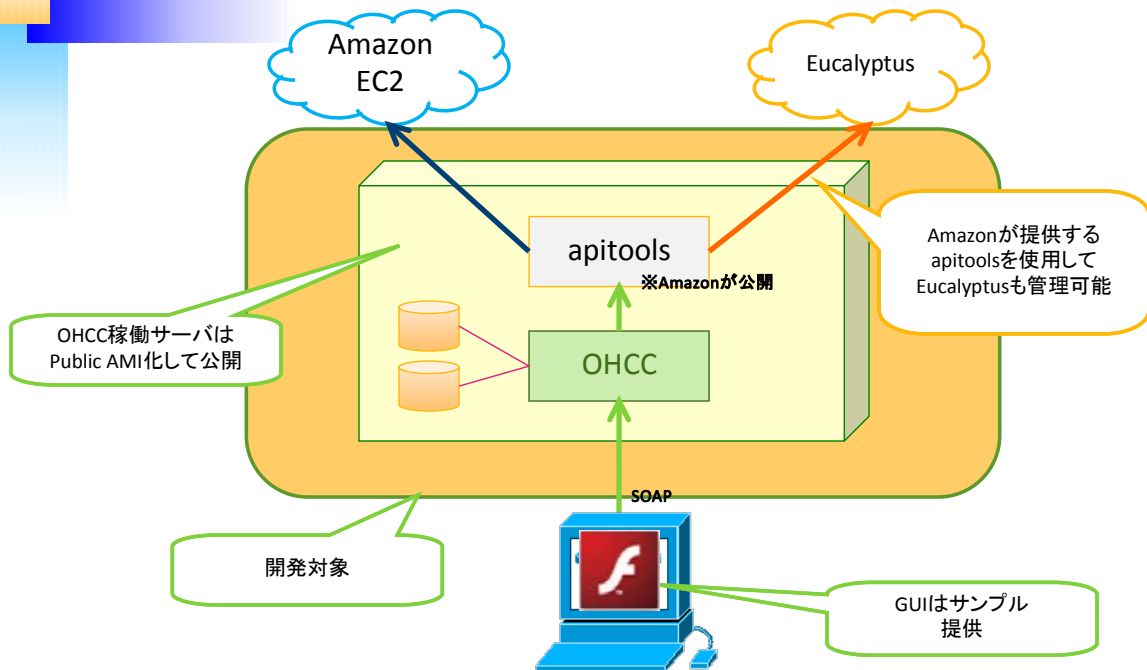 Amazon
EC2
Eucalyptus
Amazonが提供する
apitoolsを使用して
Eucalyptusも管理可能
apitools
※Amazonが公開
OHCC稼働サーバは
Public AMI化して公開
OHCC
SOAP
開発対象
GUIはサンプル
提供